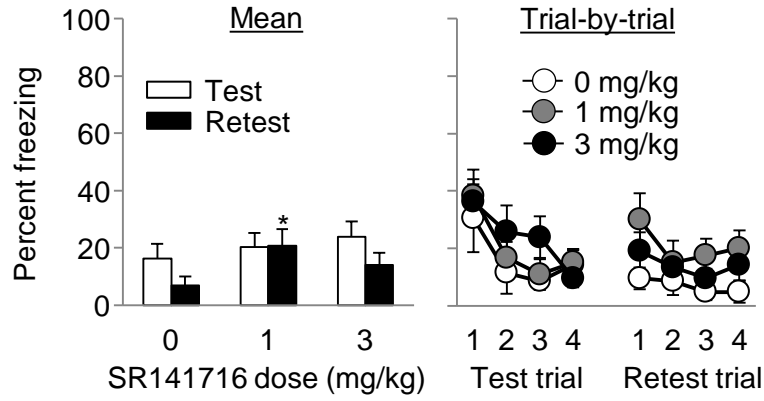 Mean
Trial-by-trial
100
80
60
40
20
0
Percent freezing
Test
Retest
*
0 mg/kg
1 mg/kg
3 mg/kg
0 1 3
SR141716 dose (mg/kg)
1 2 3 4
Test trial
1 2 3 4
Retest trial